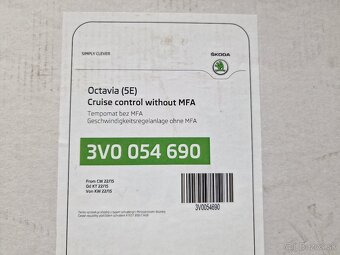 SIMPLY CLEVER
ŠKODA
Octavia (5E)
Cruise control without MFA
Tempomat bez MFA
Geschwindigkeitsregelanlage ohne MFA
3V0 054 690
From CW 22/15
Od KT 22/15
Von KW 22/15
3V0054690